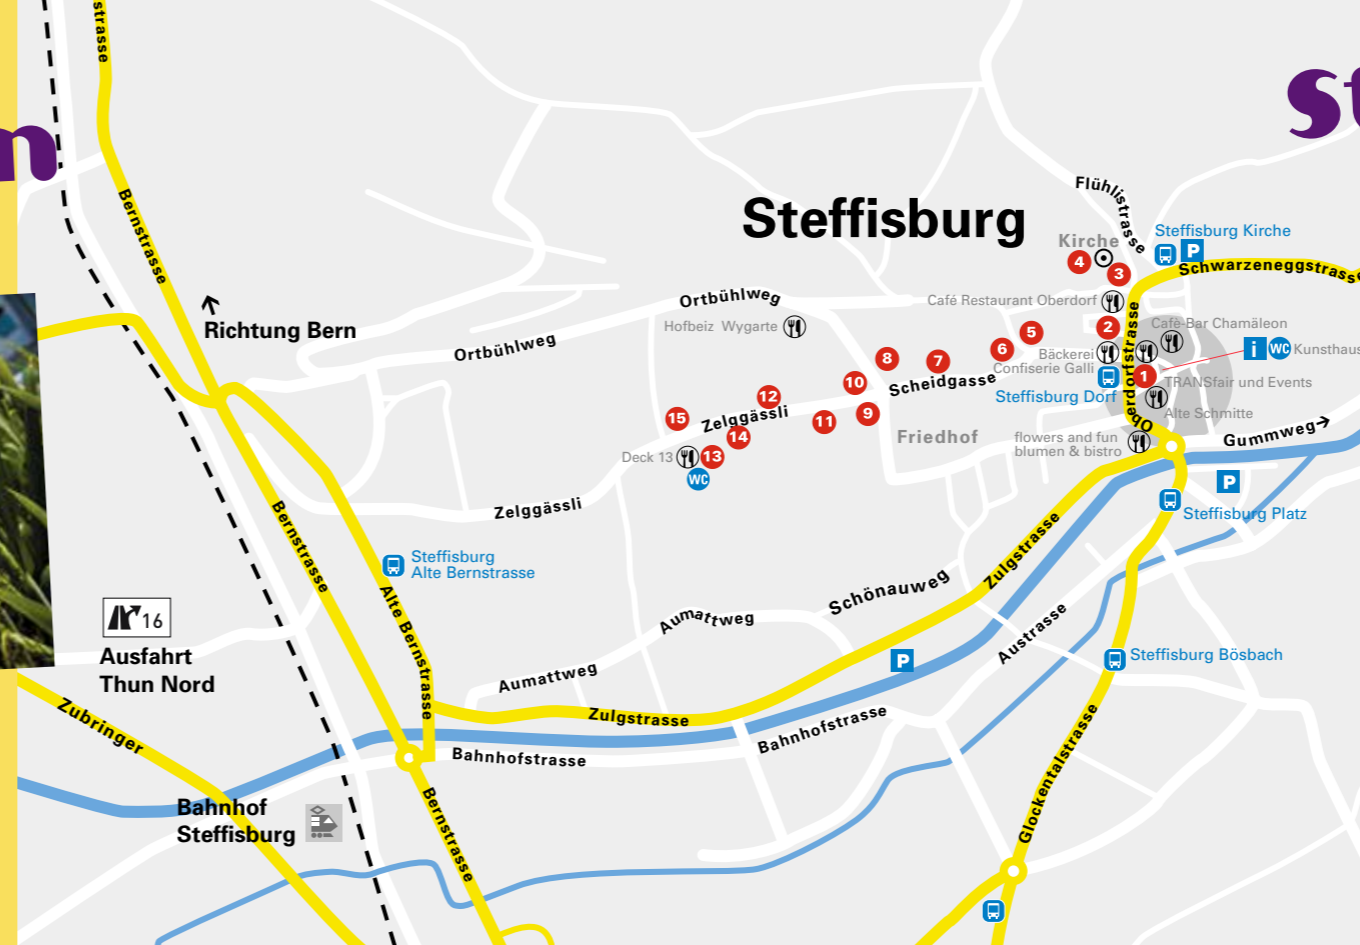 strasse
n
St
Bernstrasse
Richtung Bern
Steffisburg
Flühlistrasse
Kirche
4
3
Steffisburg Kirche
P
Schwarzeneggstrasse
Ortbühlweg
Ortbühlweg
Hofbeiz Wygarte
Café Restaurant Oberdorf
2
5
6
7
8
Bäckerei
Confiserie Galli
Café-Bar Chamäleon
i
WC
Kunsthaus
1
TRANSfair und Events
Alte Schmitte
Steffisburg Dorf
Oberdorfstrasse
Scheidgasse
10
9
11
12
Zelggässli
15
14
13
Deck 13
WC
Friedhof
flowers and fun
blumen & bistro
Gummweg
P
Steffisburg Platz
Zelggässli
Bernstrasse
Steffisburg
Alte Bernstrasse
Alte Bernstrasse
16
Ausfahrt
Thun Nord
Zubringer
Aumattweg
Aumattweg
Schönauweg
Zulgstrasse
Zulgstrasse
P
Austrasse
Steffisburg Bösbach
Bahnhofstrasse
Bahnhofstrasse
Glockentalstrasse
Bahnhof
Steffisburg
Bernstrasse